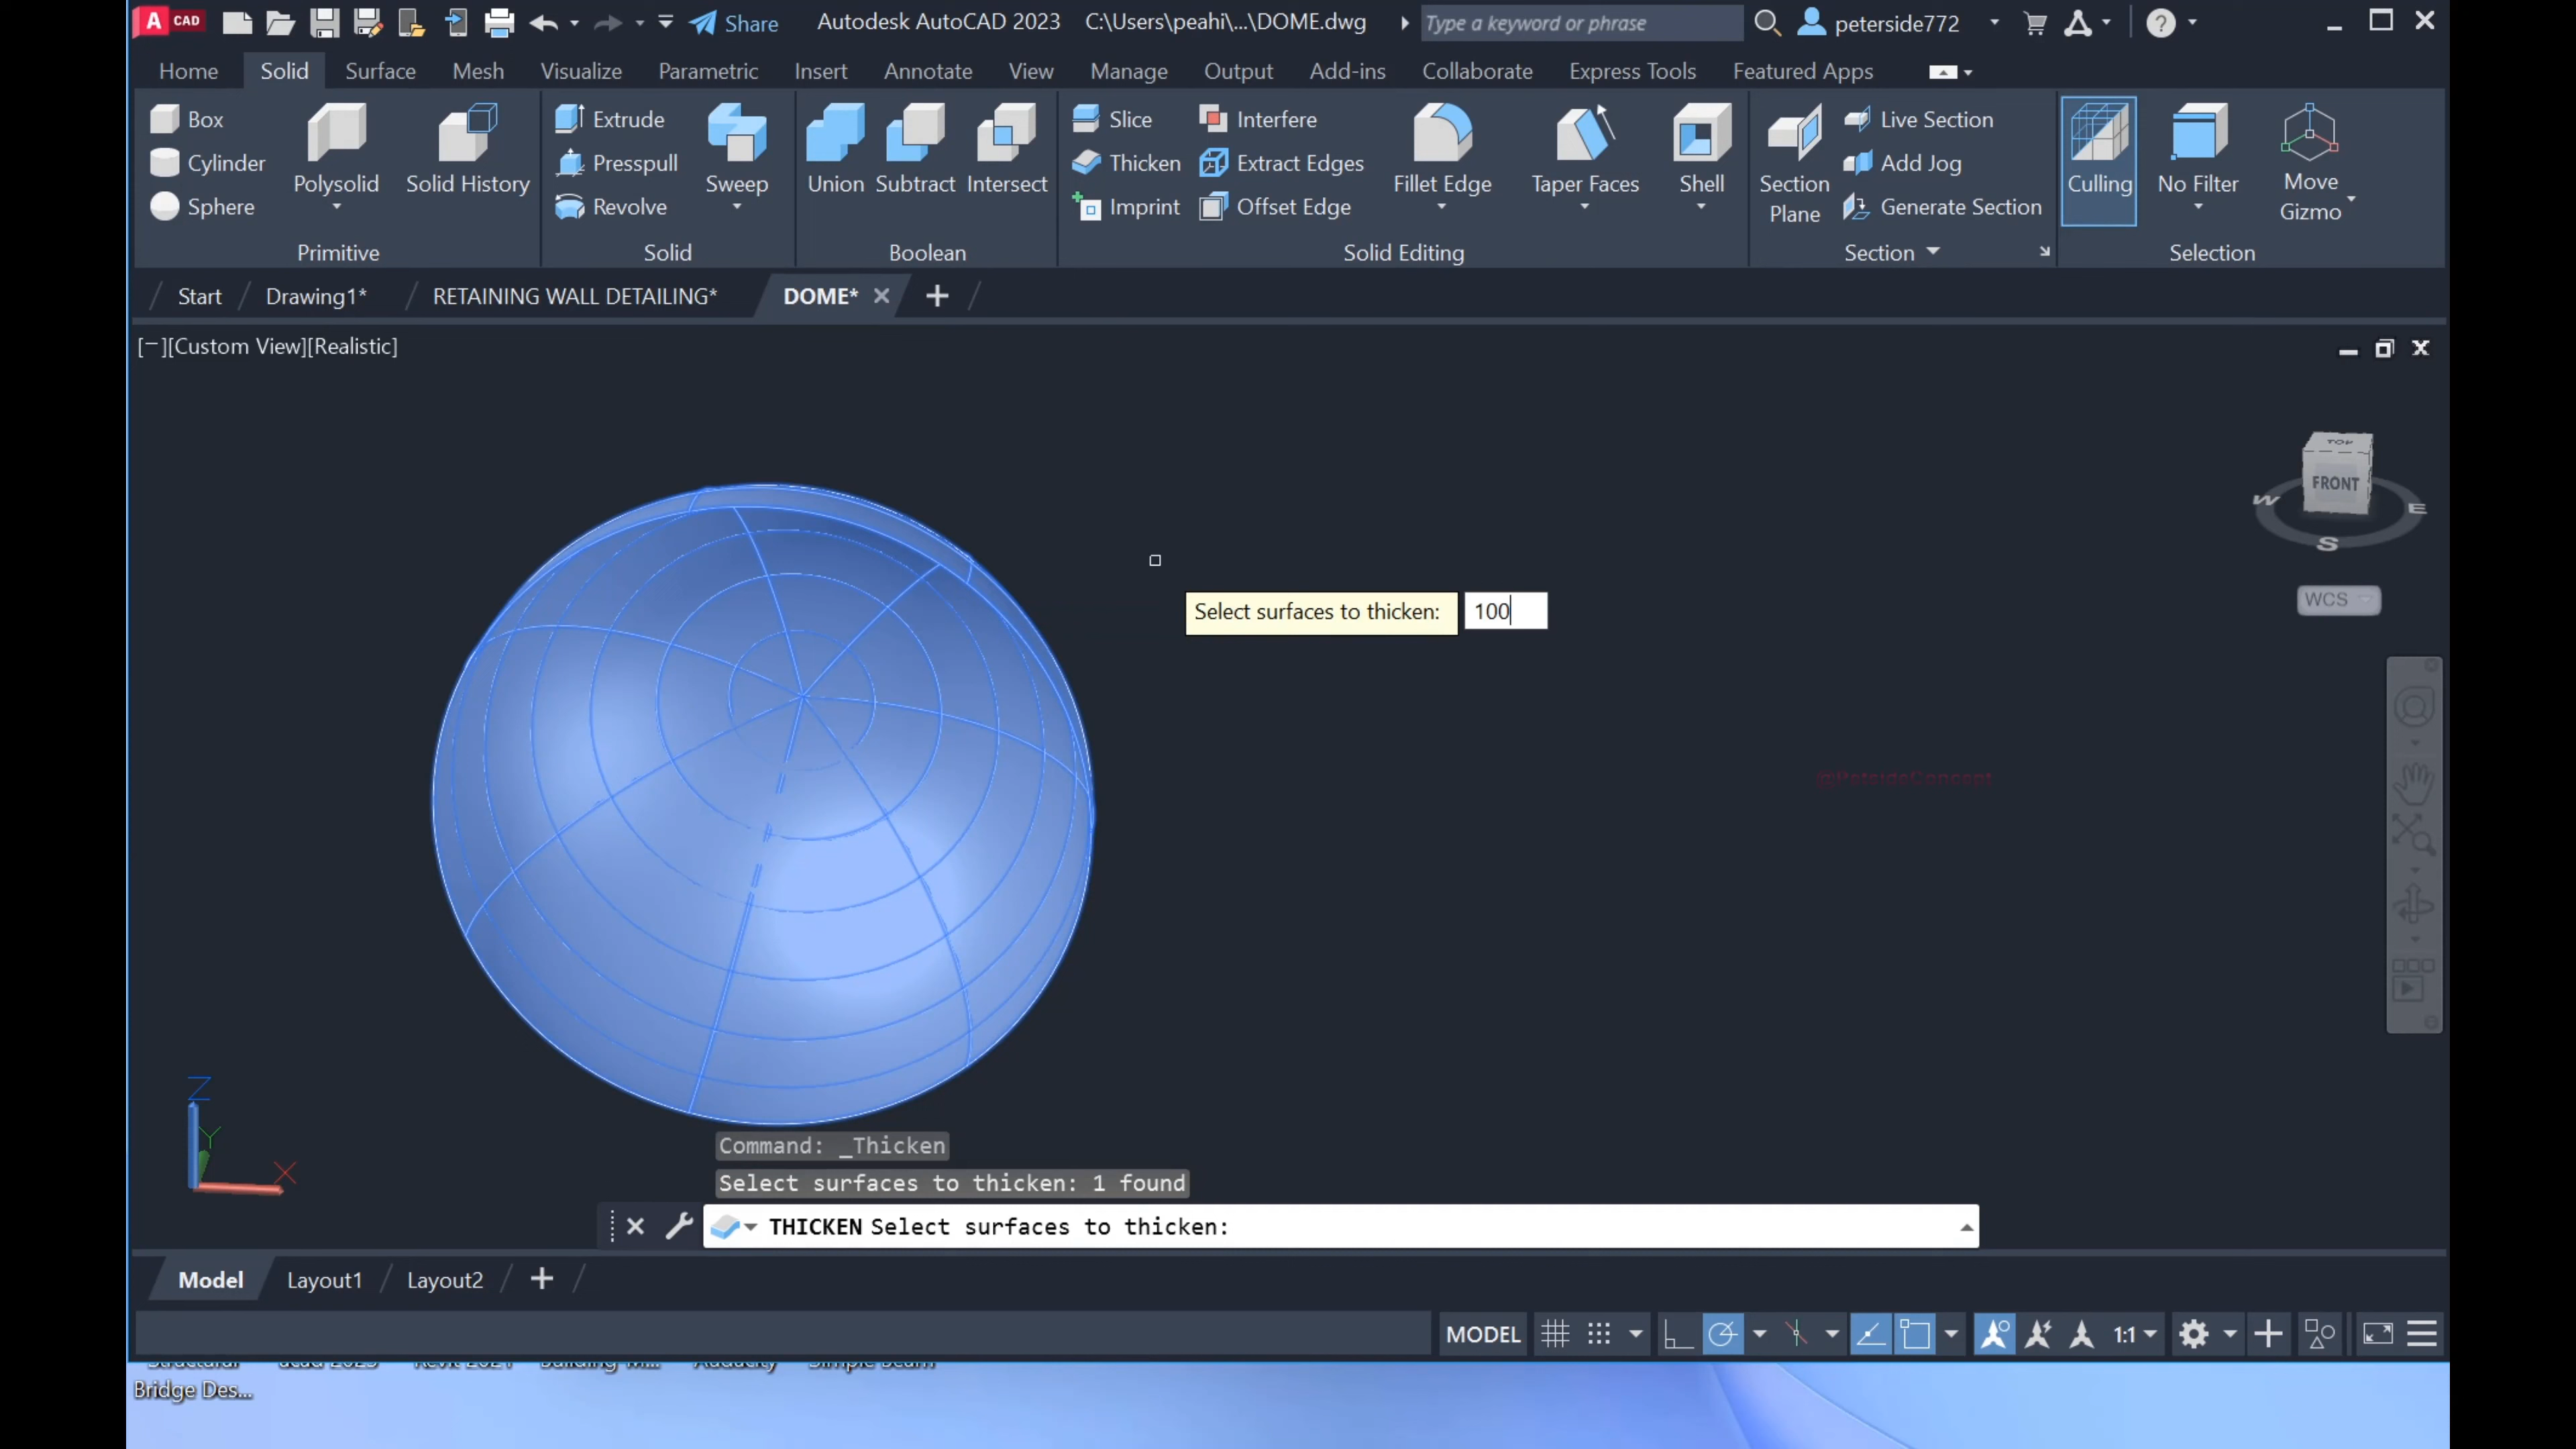 A CAD Share Autodesk AutoCAD 2023 C:\Users\peahi\...\DOME.dwg Type a keyword or phrase peterside772
Home Solid Surface Mesh Visualize Parametric Insert Annotate View Manage Output Add-ins Collaborate Express Tools Featured Apps
Box Extrude Slice Interfere Live Section
Cylinder Presspull Thicken Extract Edges Add Jog
Polysolid Solid History Sweep Union Subtract Intersect Fillet Edge Taper Faces Shell Section Plane Culling No Filter Move Gizmo
Sphere Revolve Imprint Offset Edge Generate Section
Primitive Solid Boolean Solid Editing Section Selection
Start Drawing1* RETAINING WALL DETAILING* DOME*
[−][Custom View][Realistic]
TOP
FRONT
W E
S
WCS
Select surfaces to thicken: 100
@PetsideConcept
Z
Y
X
Command: _Thicken
Select surfaces to thicken: 1 found
THICKEN Select surfaces to thicken:
Model Layout1 Layout2
MODEL 1:1
Bridge Des...